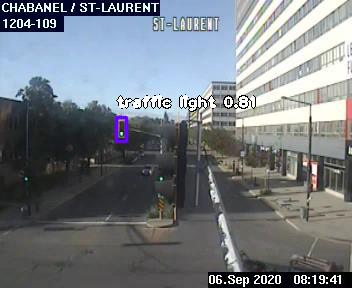 CHABANEL / ST-LAURENT
1204-109
ST-LAURENT
traffic light 0.81
06.Sep 2020 08:19:41